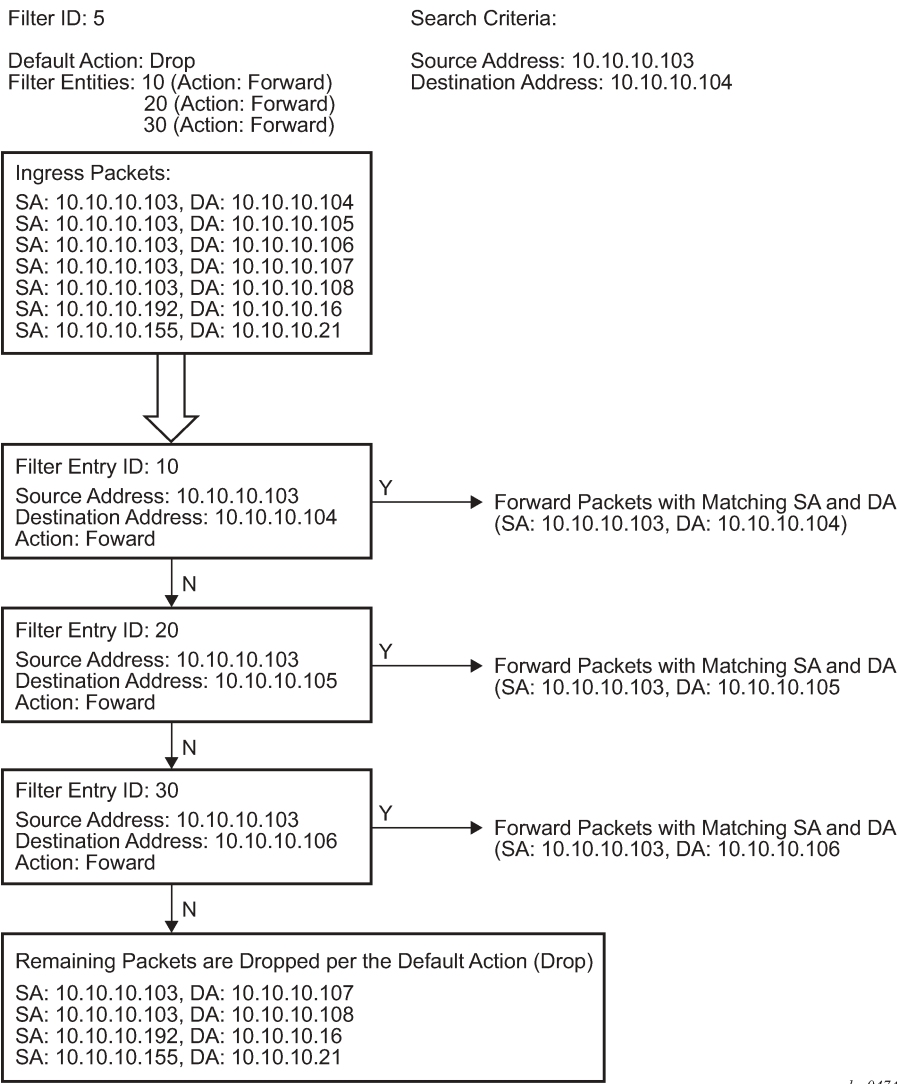 Filter ID: 5
Search Criteria:
Default Action: Drop
Filter Entities: 10 (Action: Forward)
20 (Action: Forward)
30 (Action: Forward)
Source Address: 10.10.10.103
Destination Address: 10.10.10.104
Ingress Packets:
SA: 10.10.10.103, DA: 10.10.10.104
SA: 10.10.10.103, DA: 10.10.10.105
SA: 10.10.10.103, DA: 10.10.10.106
SA: 10.10.10.103, DA: 10.10.10.107
SA: 10.10.10.103, DA: 10.10.10.108
SA: 10.10.10.192, DA: 10.10.10.16
SA: 10.10.10.155, DA: 10.10.10.21
Filter Entry ID: 10
Source Address: 10.10.10.103
Destination Address: 10.10.10.104
Action: Foward
Y
Forward Packets with Matching SA and DA
(SA: 10.10.10.103, DA: 10.10.10.104)
N
Filter Entry ID: 20
Source Address: 10.10.10.103
Destination Address: 10.10.10.105
Action: Foward
Y
Forward Packets with Matching SA and DA
(SA: 10.10.10.103, DA: 10.10.10.105
N
Filter Entry ID: 30
Source Address: 10.10.10.103
Destination Address: 10.10.10.106
Action: Foward
Y
Forward Packets with Matching SA and DA
(SA: 10.10.10.103, DA: 10.10.10.106
N
Remaining Packets are Dropped per the Default Action (Drop)
SA: 10.10.10.103, DA: 10.10.10.107
SA: 10.10.10.103, DA: 10.10.10.108
SA: 10.10.10.192, DA: 10.10.10.16
SA: 10.10.10.155, DA: 10.10.10.21